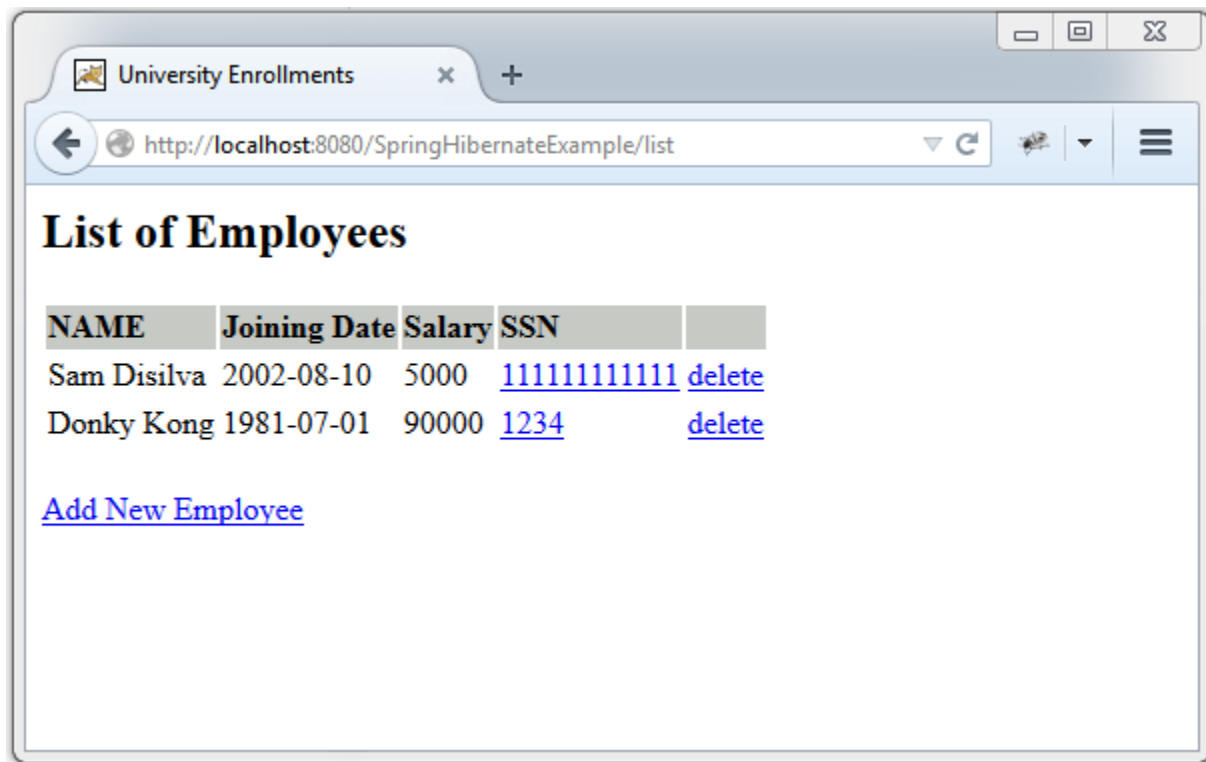 University Enrollments
http://localhost:8080/SpringHibernateExample/list
List of Employees
NAME Joining Date Salary SSN
Sam Disilva 2002-08-10 5000 111111111111 delete
Donky Kong 1981-07-01 90000 1234 delete
Add New Employee